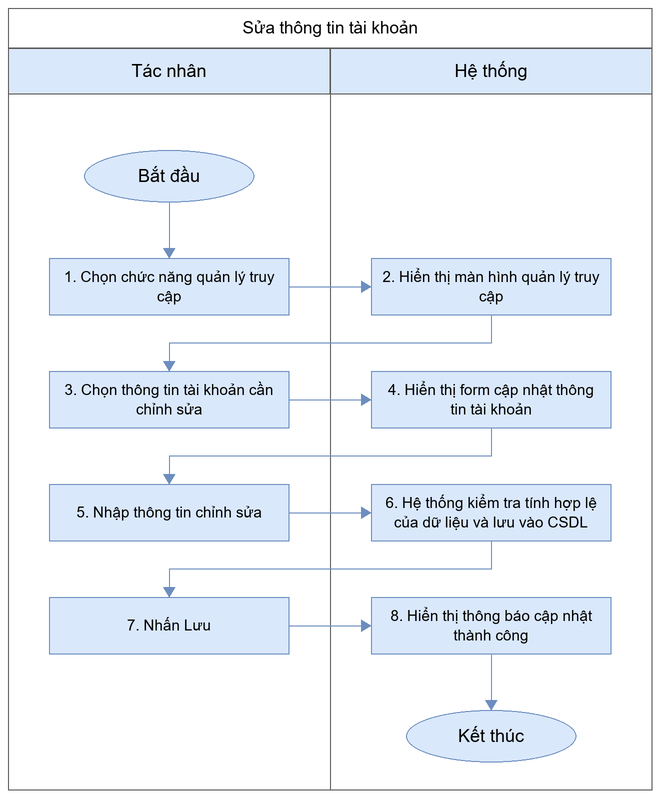 Sửa thông tin tài khoản
Tác nhân
Hệ thống
Bắt đầu
1. Chọn chức năng quản lý truy
cập
2. Hiển thị màn hình quản lý truy
cập
3. Chọn thông tin tài khoản cần
chỉnh sửa
4. Hiển thị form cập nhật thông
tin tài khoản
5. Nhập thông tin chỉnh sửa
6. Hệ thống kiểm tra tính hợp lệ
của dữ liệu và lưu vào CSDL
7. Nhấn Lưu
8. Hiển thị thông báo cập nhật
thành công
Kết thúc